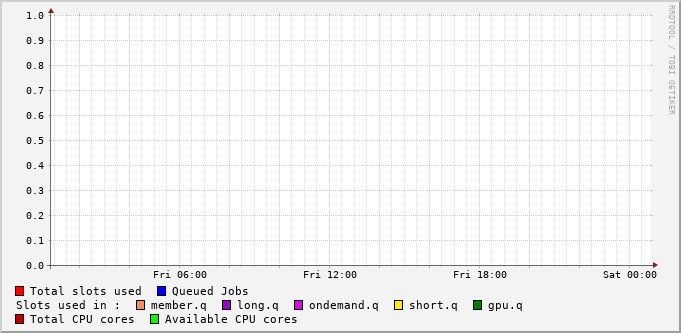 1.0
0.9
0.8
0.7
0.6
0.5
0.4
0.3
0.2
0.1
0.0
Fri 06:00 Fri 12:00 Fri 18:00 Sat 00:00
Total slots used Queued Jobs
Slots used in : member.q long.q ondemand.q short.q gpu.q
Total CPU cores Available CPU cores
RRDTOOL / TOBI OETIKER